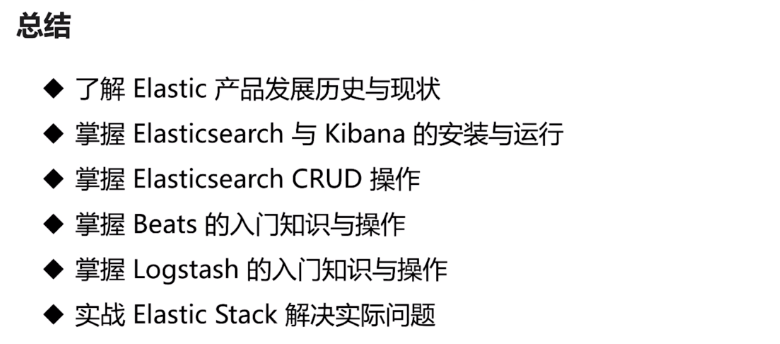 总结
◆ 了解 Elastic 产品发展历史与现状
◆ 掌握 Elasticsearch 与 Kibana 的安装与运行
◆ 掌握 Elasticsearch CRUD 操作
◆ 掌握 Beats 的入门知识与操作
◆ 掌握 Logstash 的入门知识与操作
◆ 实战 Elastic Stack 解决实际问题